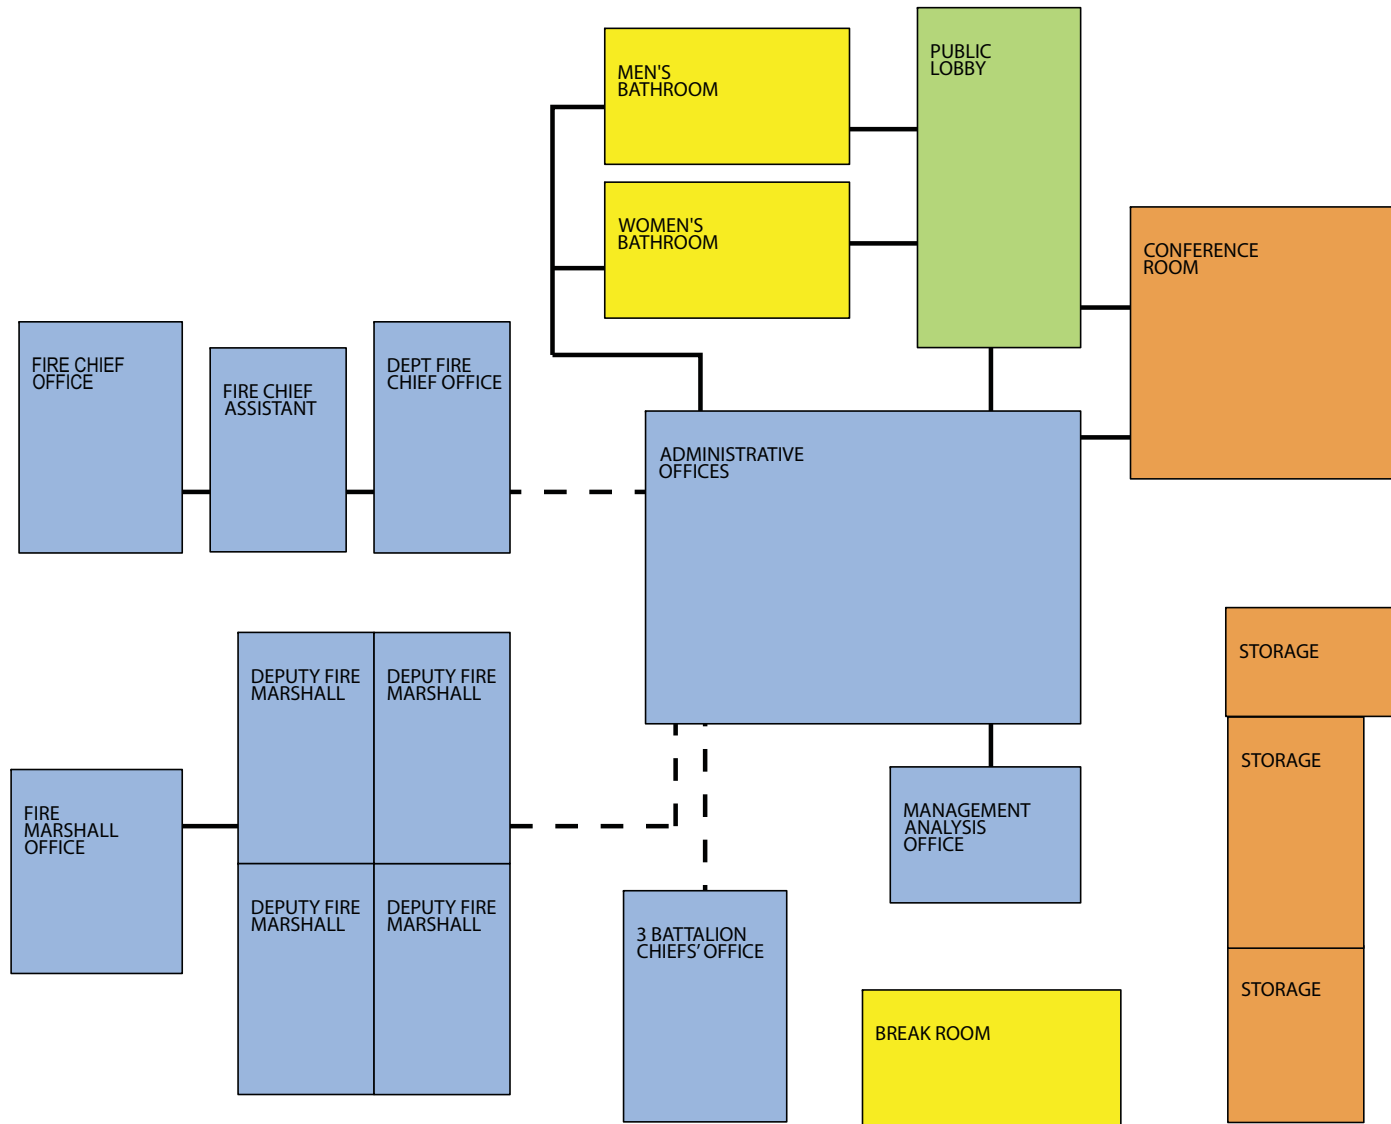 MEN'S
BATHROOM
PUBLIC
LOBBY
WOMEN'S
BATHROOM
CONFERENCE
ROOM
FIRE CHIEF
OFFICE
FIRE CHIEF
ASSISTANT
DEPT FIRE
CHIEF OFFICE
ADMINISTRATIVE
OFFICES
STORAGE
DEPUTY FIRE
MARSHALL
DEPUTY FIRE
MARSHALL
STORAGE
FIRE
MARSHALL
OFFICE
MANAGEMENT
ANALYSIS
OFFICE
DEPUTY FIRE
MARSHALL
DEPUTY FIRE
MARSHALL
3 BATTALION
CHIEFS' OFFICE
STORAGE
BREAK ROOM